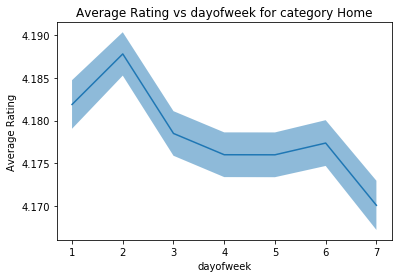 Average Rating vs dayofweek for category Home
Average Rating
4.190
4.185
4.180
4.175
4.170
1 2 3 4 5 6 7
dayofweek